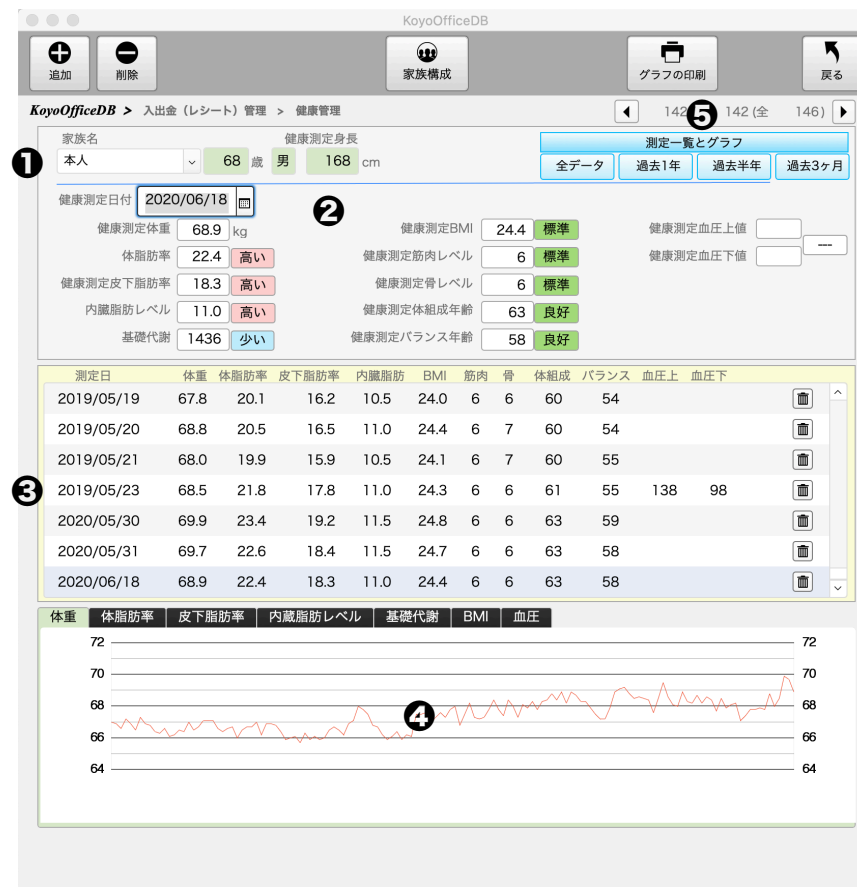 KoyoOfficeDB
追加 削除 家族構成 グラフの印刷 戻る
KoyoOfficeDB > 入出金（レシート）管理 > 健康管理 142 142 (全 146)
❺
家族名 健康測定身長 測定一覧とグラフ
❶ 本人 68 歳 男 168 cm 全データ 過去1年 過去半年 過去3ヶ月
健康測定日付 2020/06/18 ❷
健康測定体重 68.9 kg 健康測定BMI 24.4 標準 健康測定血圧上値
体脂肪率 22.4 高い 健康測定筋肉レベル 6 標準 健康測定血圧下値 ---
健康測定皮下脂肪率 18.3 高い 健康測定骨レベル 6 標準
内臓脂肪レベル 11.0 高い 健康測定体組成年齢 63 良好
基礎代謝 1436 少い 健康測定バランス年齢 58 良好
測定日 体重 体脂肪率 皮下脂肪率 内臓脂肪 BMI 筋肉 骨 体組成 バランス 血圧上 血圧下
2019/05/19 67.8 20.1 16.2 10.5 24.0 6 6 60 54
2019/05/20 68.8 20.5 16.5 11.0 24.4 6 7 60 54
2019/05/21 68.0 19.9 15.9 10.5 24.1 6 7 60 55
❸ 2019/05/23 68.5 21.8 17.8 11.0 24.3 6 6 61 55 138 98
2020/05/30 69.9 23.4 19.2 11.5 24.8 6 6 63 59
2020/05/31 69.7 22.6 18.4 11.5 24.7 6 6 63 58
2020/06/18 68.9 22.4 18.3 11.0 24.4 6 6 63 58
体重 体脂肪率 皮下脂肪率 内蔵脂肪レベル 基礎代謝 BMI 血圧
72 72
70 70
68 68
❹
66 66
64 64